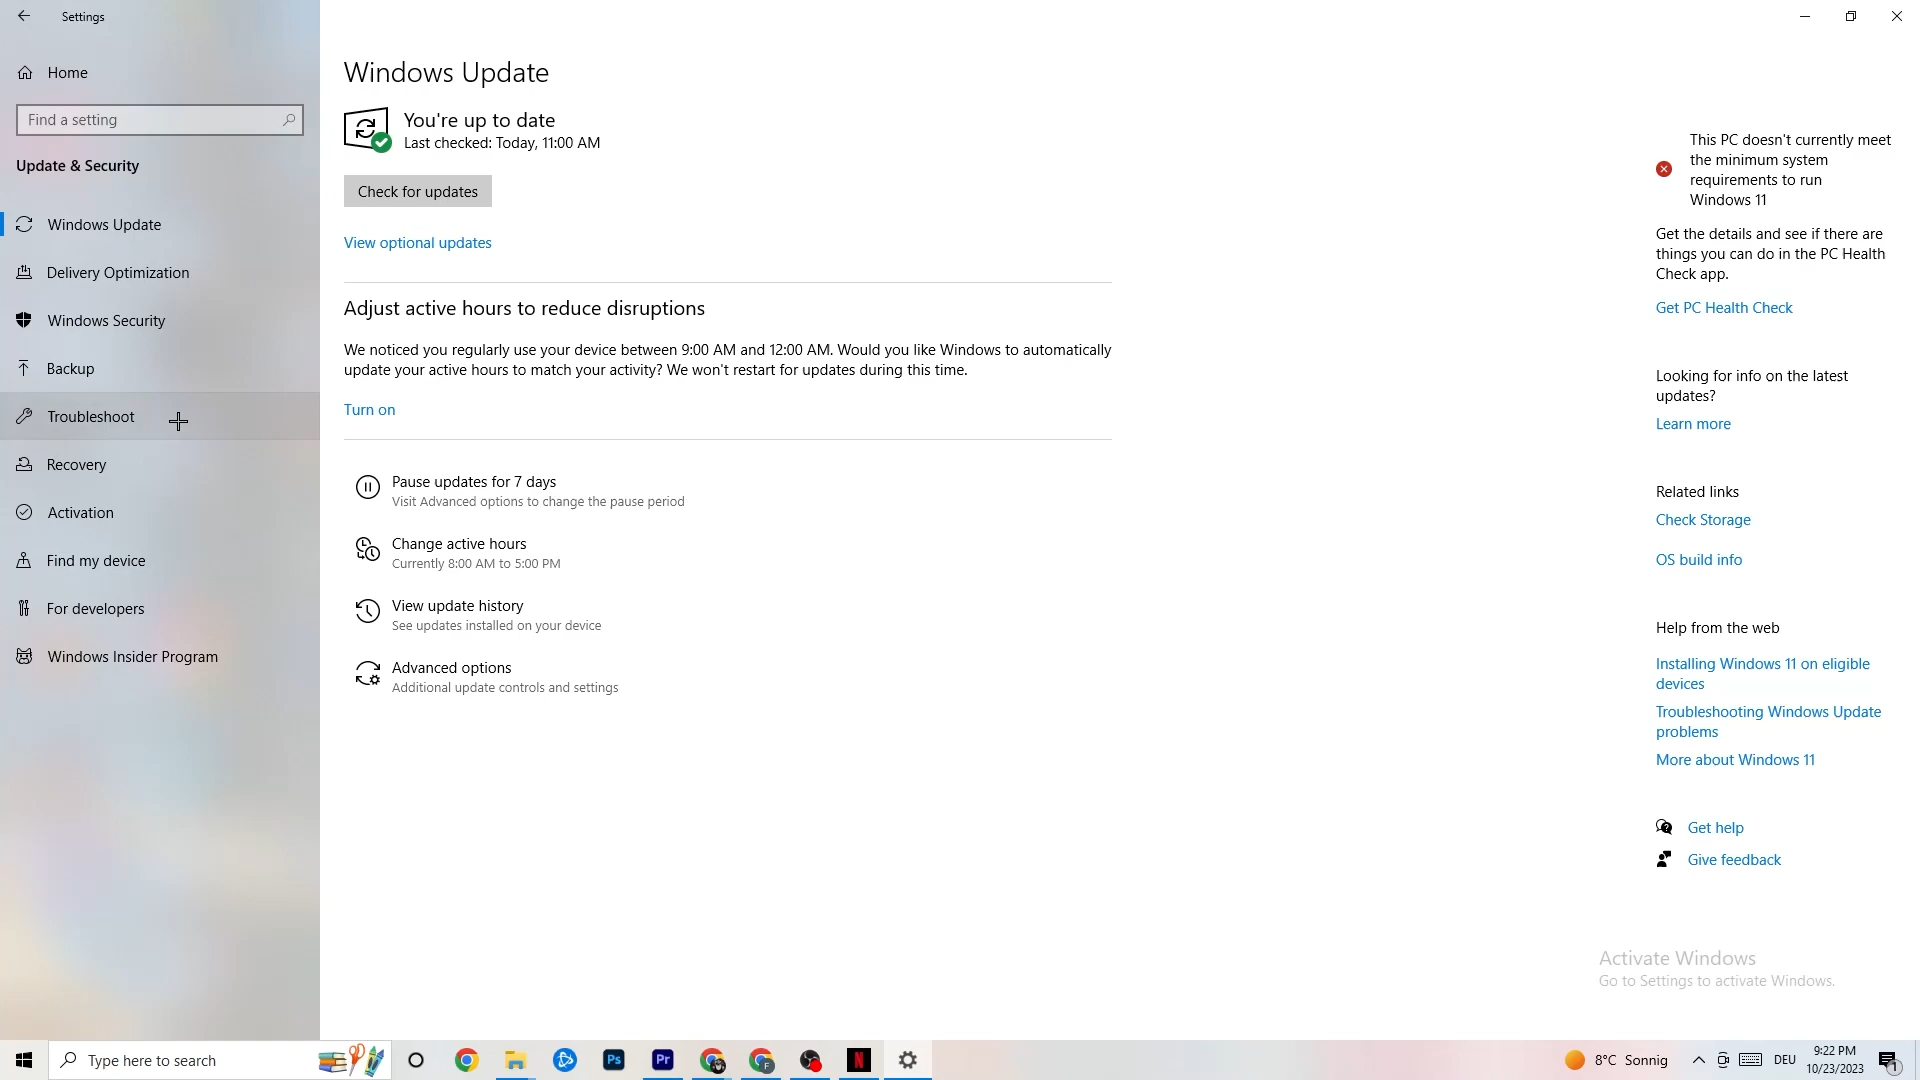 Settings
Home
Find a setting
Update & Security
Windows Update
Delivery Optimization
Windows Security
Backup
Troubleshoot
Recovery
Activation
Find my device
For developers
Windows Insider Program
Windows Update
You're up to date
Last checked: Today, 11:00 AM
Check for updates
View optional updates
Adjust active hours to reduce disruptions
We noticed you regularly use your device between 9:00 AM and 12:00 AM. Would you like Windows to automatically
update your active hours to match your activity? We won't restart for updates during this time.
Turn on
Pause updates for 7 days
Visit Advanced options to change the pause period
Change active hours
Currently 8:00 AM to 5:00 PM
View update history
See updates installed on your device
Advanced options
Additional update controls and settings
This PC doesn't currently meet
the minimum system
requirements to run
Windows 11
Get the details and see if there are
things you can do in the PC Health
Check app.
Get PC Health Check
Looking for info on the latest
updates?
Learn more
Related links
Check Storage
OS build info
Help from the web
Installing Windows 11 on eligible
devices
Troubleshooting Windows Update
problems
More about Windows 11
Get help
Give feedback
Activate Windows
Go to Settings to activate Windows.
Type here to search
Ps
Pr
F
N
8°C Sonnig
DEU
9:22 PM
10/23/2023
1